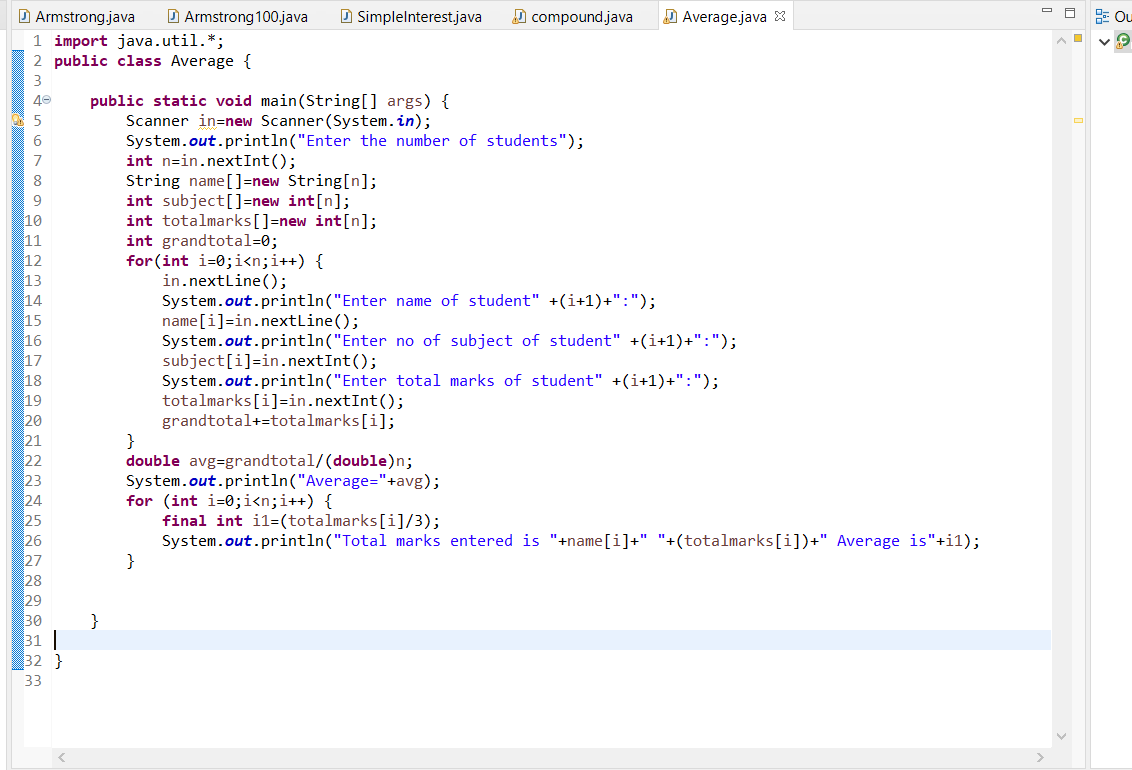 Armstrong.java Armstrong100.java SimpleInterest.java compound.java Average.java Ou
1 import java.util.*;
2 public class Average {
3
4 public static void main(String[] args) {
5 Scanner in=new Scanner(System.in);
6 System.out.println("Enter the number of students");
7 int n=in.nextInt();
8 String name[]=new String[n];
9 int subject[]=new int[n];
10 int totalmarks[]=new int[n];
11 int grandtotal=0;
12 for(int i=0;i<n;i++) {
13 in.nextLine();
14 System.out.println("Enter name of student" +(i+1)+":");
15 name[i]=in.nextLine();
16 System.out.println("Enter no of subject of student" +(i+1)+":");
17 subject[i]=in.nextInt();
18 System.out.println("Enter total marks of student" +(i+1)+":");
19 totalmarks[i]=in.nextInt();
20 grandtotal+=totalmarks[i];
21 }
22 double avg=grandtotal/(double)n;
23 System.out.println("Average="+avg);
24 for (int i=0;i<n;i++) {
25 final int i1=(totalmarks[i]/3);
26 System.out.println("Total marks entered is "+name[i]+" "+(totalmarks[i])+" Average is"+i1);
27 }
28
29
30 }
31
32 }
33